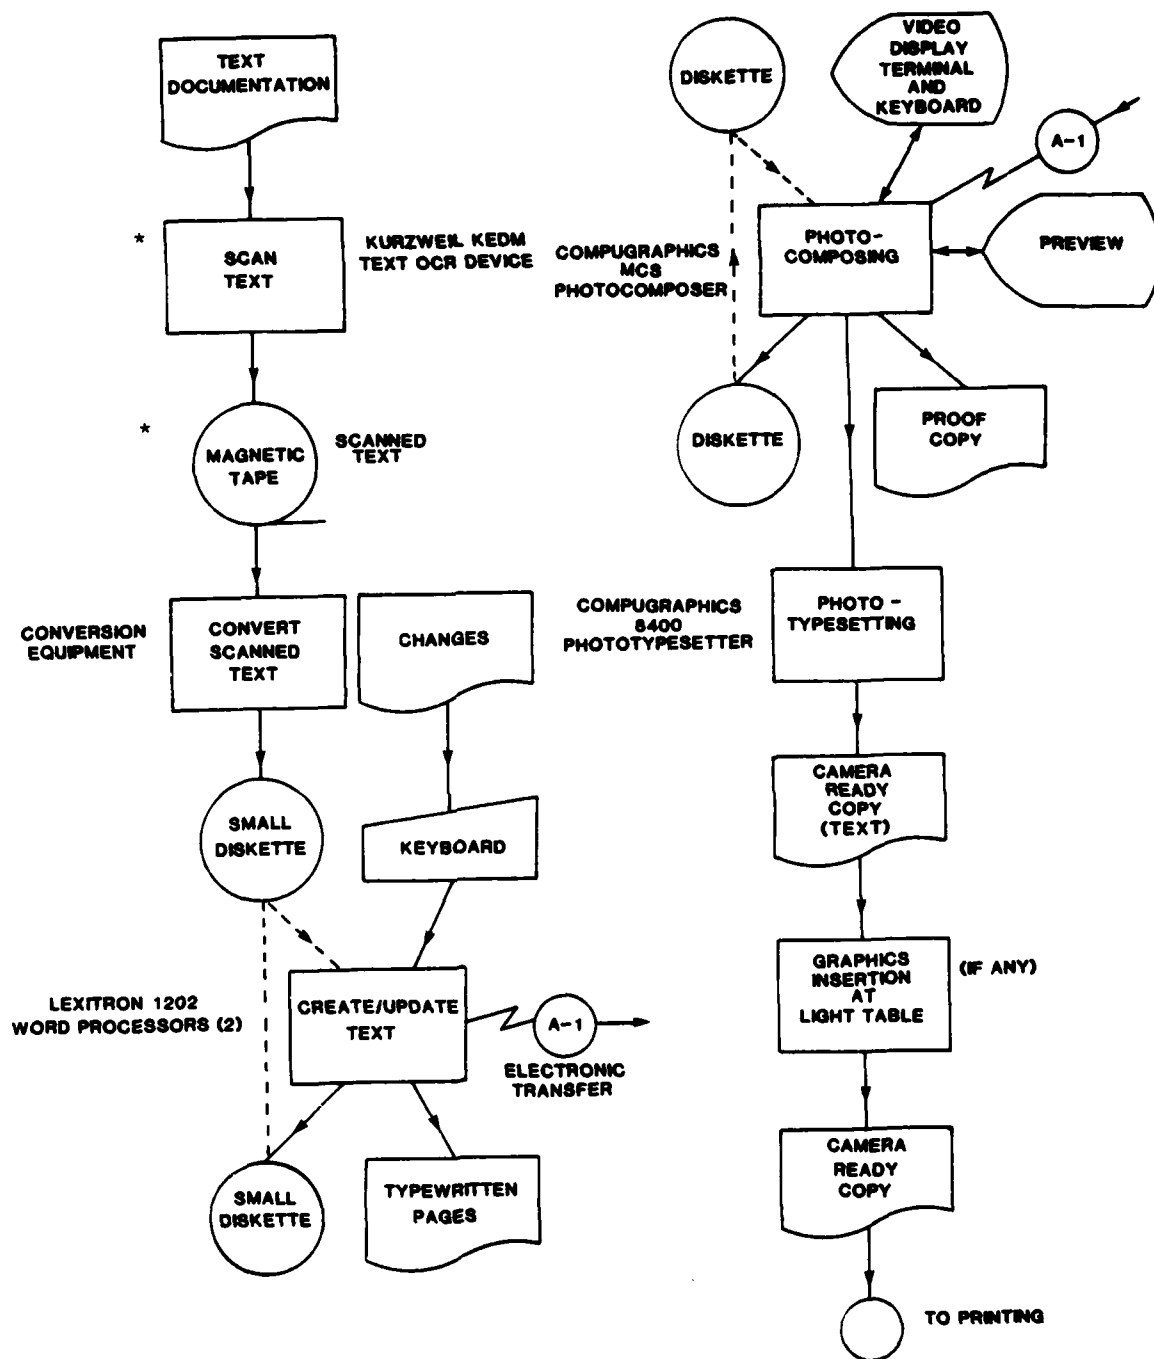 TEXT
DOCUMENTATION
*
SCAN
TEXT
KURZWEIL KEDM
TEXT OCR DEVICE
*
MAGNETIC
TAPE
SCANNED
TEXT
CONVERSION
EQUIPMENT
CONVERT
SCANNED
TEXT
CHANGES
SMALL
DISKETTE
KEYBOARD
LEXITRON 1202
WORD PROCESSORS (2)
CREATE/UPDATE
TEXT
A-1
ELECTRONIC
TRANSFER
SMALL
DISKETTE
TYPEWRITTEN
PAGES
DISKETTE
VIDEO
DISPLAY
TERMINAL
AND
KEYBOARD
A-1
COMPUGRAPHICS
MCS
PHOTOCOMPOSER
PHOTO-
COMPOSING
PREVIEW
DISKETTE
PROOF
COPY
COMPUGRAPHICS
8400
PHOTOTYPESETTER
PHOTO -
TYPESETTING
CAMERA
READY
COPY
(TEXT)
GRAPHICS
INSERTION
AT
LIGHT TABLE
(IF ANY)
CAMERA
READY
COPY
TO PRINTING